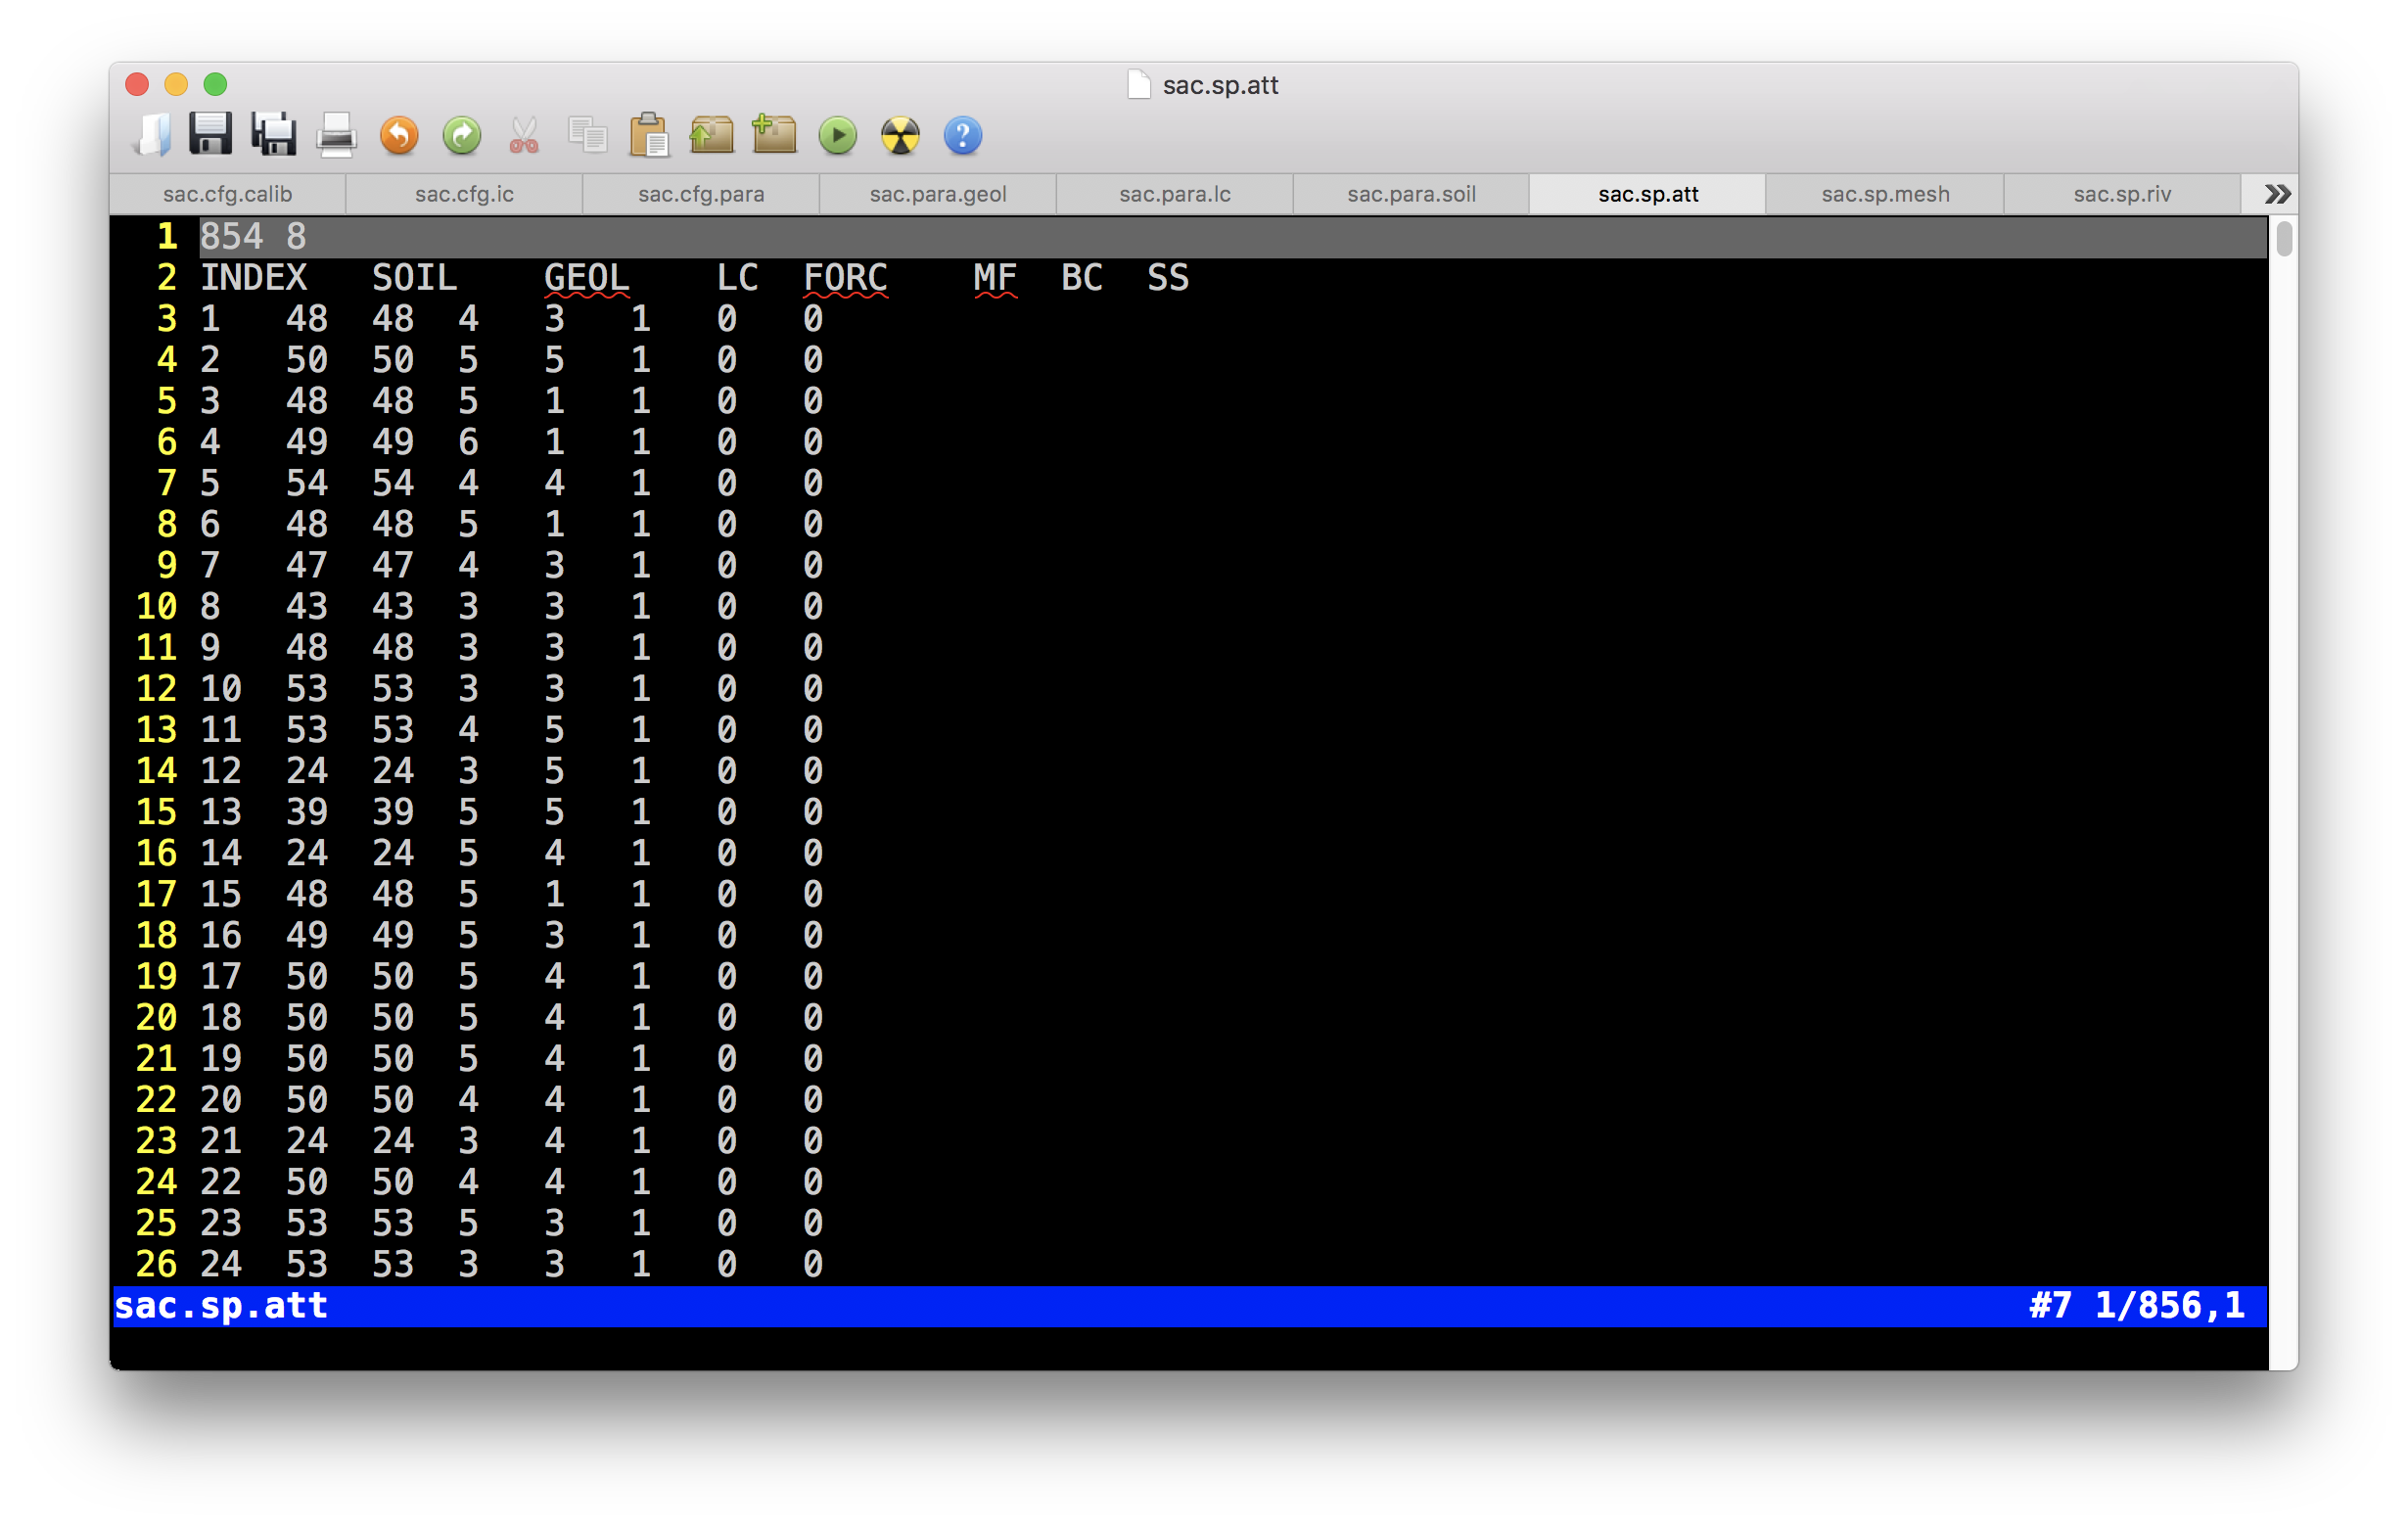 sac.sp.att
sac.cfg.calib sac.cfg.ic sac.cfg.para sac.para.geol sac.para.lc sac.para.soil sac.sp.att sac.sp.mesh sac.sp.riv »
1 854 8
2 INDEX SOIL GEOL LC FORC MF BC SS
3 1 48 48 4 3 1 0 0
4 2 50 50 5 5 1 0 0
5 3 48 48 5 1 1 0 0
6 4 49 49 6 1 1 0 0
7 5 54 54 4 4 1 0 0
8 6 48 48 5 1 1 0 0
9 7 47 47 4 3 1 0 0
10 8 43 43 3 3 1 0 0
11 9 48 48 3 3 1 0 0
12 10 53 53 3 3 1 0 0
13 11 53 53 4 5 1 0 0
14 12 24 24 3 5 1 0 0
15 13 39 39 5 5 1 0 0
16 14 24 24 5 4 1 0 0
17 15 48 48 5 1 1 0 0
18 16 49 49 5 3 1 0 0
19 17 50 50 5 4 1 0 0
20 18 50 50 5 4 1 0 0
21 19 50 50 5 4 1 0 0
22 20 50 50 4 4 1 0 0
23 21 24 24 3 4 1 0 0
24 22 50 50 4 4 1 0 0
25 23 53 53 5 3 1 0 0
26 24 53 53 3 3 1 0 0
sac.sp.att #7 1/856,1